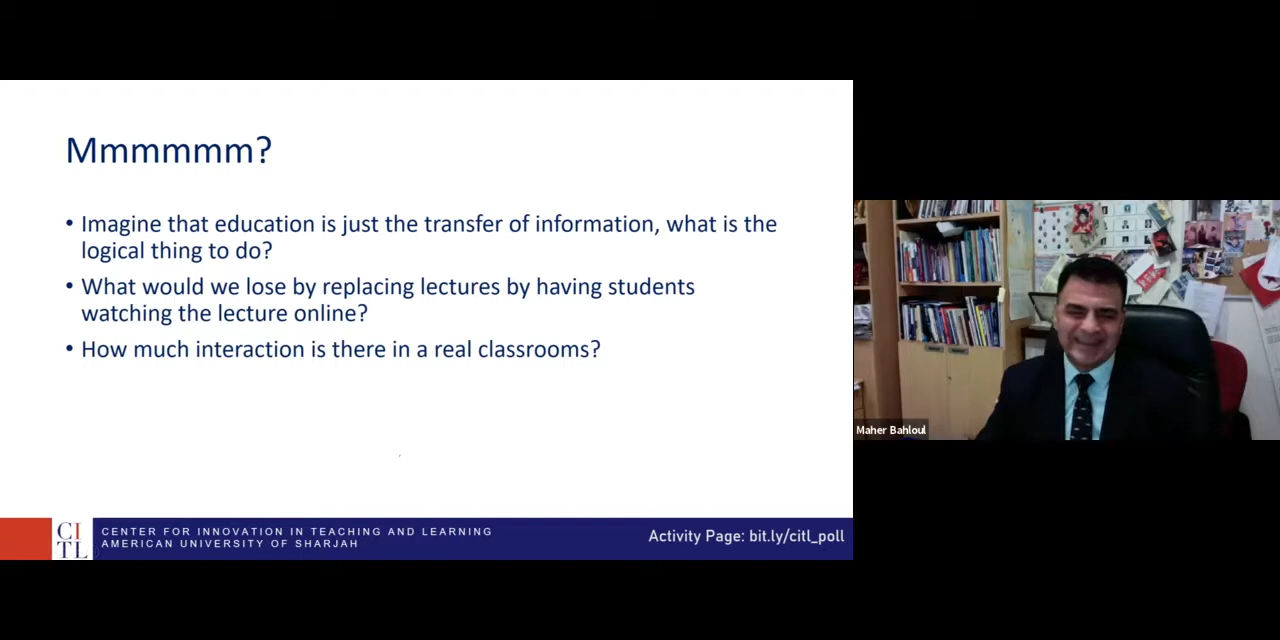 Mmmmmm?
• Imagine that education is just the transfer of information, what is the
logical thing to do?
• What would we lose by replacing lectures by having students
watching the lecture online?
• How much interaction is there in a real classrooms?
CI
TL
CENTER FOR INNOVATION IN TEACHING AND LEARNING
AMERICAN UNIVERSITY OF SHARJAH
Activity Page: bit.ly/citl_poll
Maher Bahloul